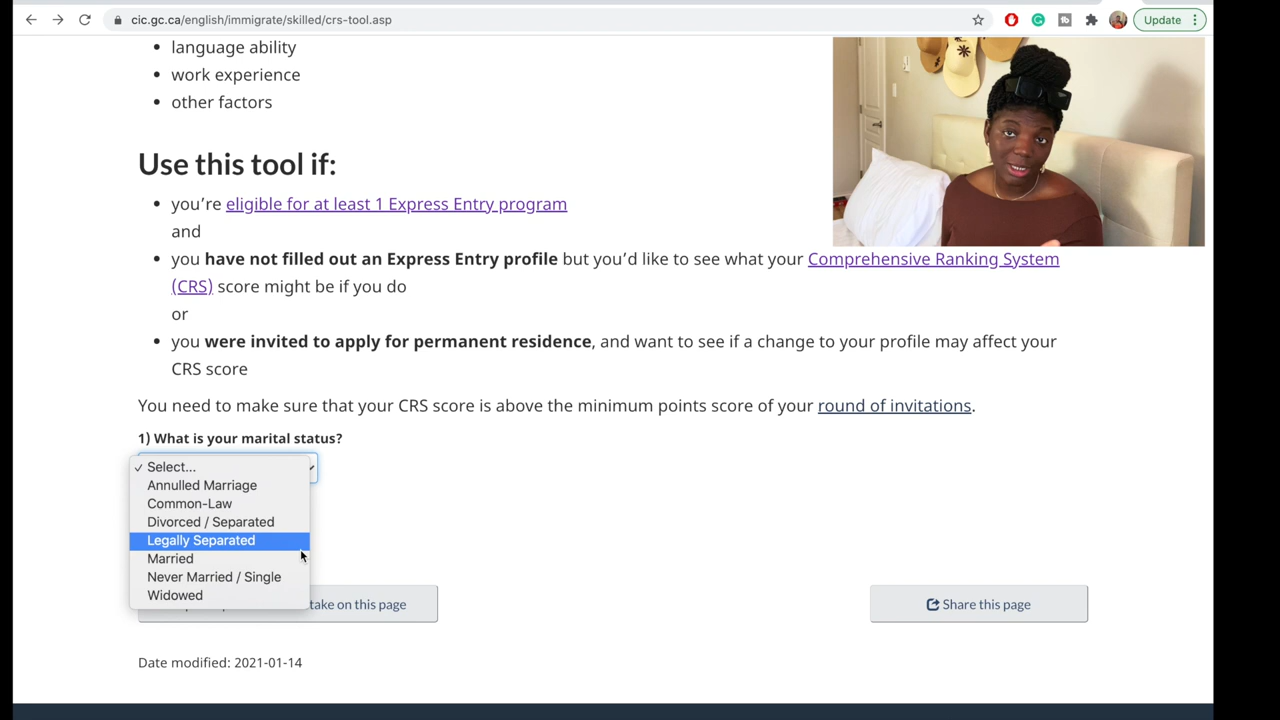 cic.gc.ca/english/immigrate/skilled/crs-tool.asp
Update
language ability
work experience
other factors
Use this tool if:
you’re eligible for at least 1 Express Entry program
and
you have not filled out an Express Entry profile but you’d like to see what your Comprehensive Ranking System
(CRS) score might be if you do
or
you were invited to apply for permanent residence, and want to see if a change to your profile may affect your
CRS score
You need to make sure that your CRS score is above the minimum points score of your round of invitations.
1) What is your marital status?
✓ Select...
Annulled Marriage
Common-Law
Divorced / Separated
Legally Separated
Married
Never Married / Single
Widowed
take on this page
Share this page
Date modified: 2021-01-14